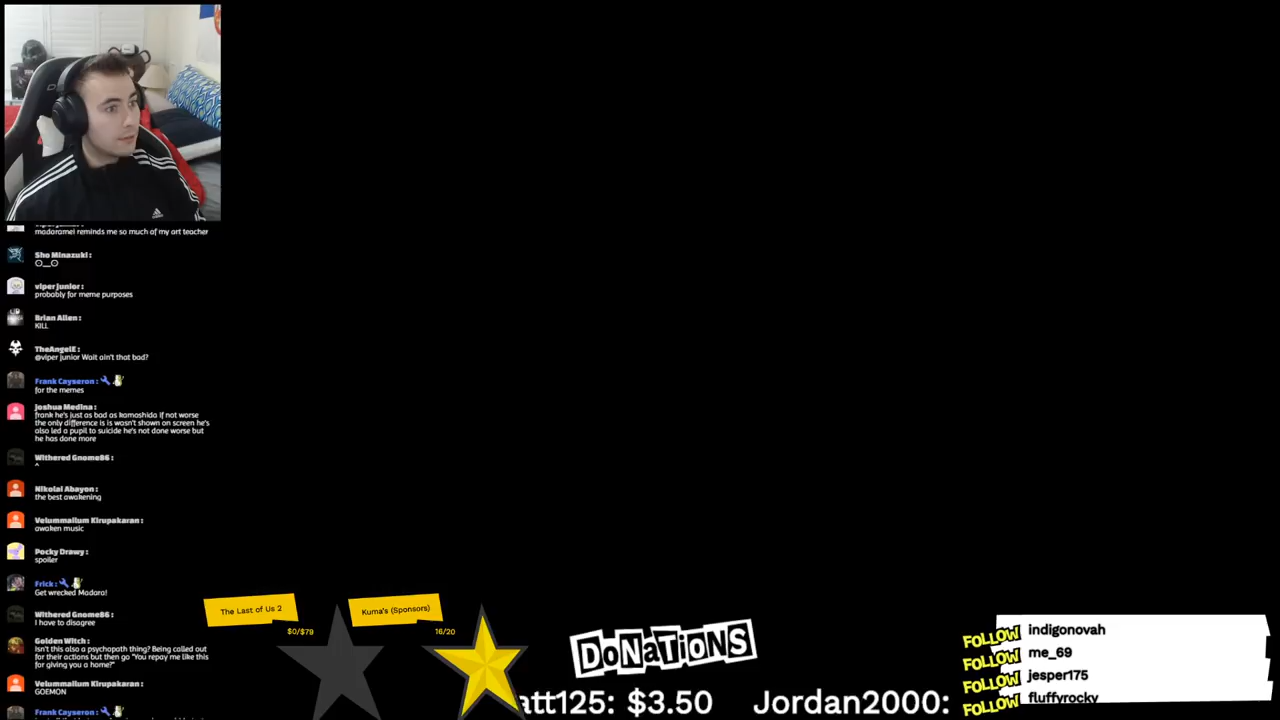 madaramei reminds me so much of my art teacher
Sho Minazuki :
viper junior :
probably for meme purposes
Brian Allen :
KILL
TheAngelE :
@viper junior Wait ain't that bad?
Frank Cayseron :
for the memes
Joshua Medina :
frank he's just as bad as kamoshida if not worse
the only difference is is wasn't shown on screen he's
also led a pupil to suicide he's not done worse but
he has done more
Withered Gnome86 :
^
Nikolai Abayon :
the best awakening
Velummailum Kirupakaran :
awaken music
Pocky Drawy :
spoiler
Frick :
Get wrecked Madara!
Withered Gnome86 :
I have to disagree
Golden Witch :
Isn't this also a psychopath thing? Being called out
for their actions but then go "You repay me like this
for giving you a home?"
Velummailum Kirupakaran :
GOEMON
Frank Cayseron :
The Last of Us 2
$0/$79
Kuma's (Sponsors)
16/20
DoNaTioNS
att125: $3.50 Jordan2000:
FOLLOW indigonovah
FOLLOW me_69
FOLLOW jesper175
FOLLOW fluffyrocky